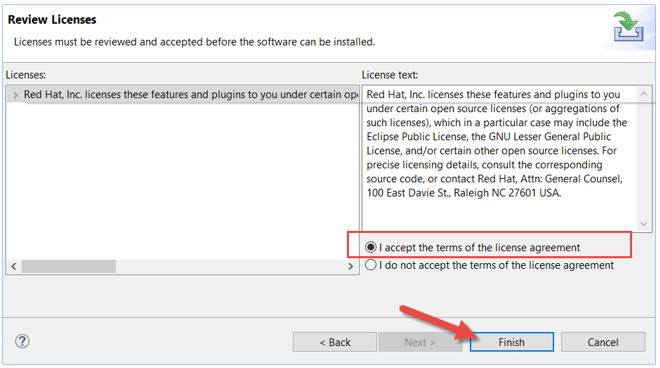 Review Licenses
Licenses must be reviewed and accepted before the software can be installed.
Licenses:
Red Hat, Inc. licenses these features and plugins to you under certain ope
License text:
Red Hat, Inc. licenses these features and plugins to you
under certain open source licenses (or aggregations of
such licenses), which in a particular case may include the
Eclipse Public License, the GNU Lesser General Public
License, and/or certain other open source licenses. For
precise licensing details, consult the corresponding
source code, or contact Red Hat, Attn: General Counsel,
100 East Davie St., Raleigh NC 27601 USA.
I accept the terms of the license agreement
I do not accept the terms of the license agreement
?
< Back
Next >
Finish
Cancel